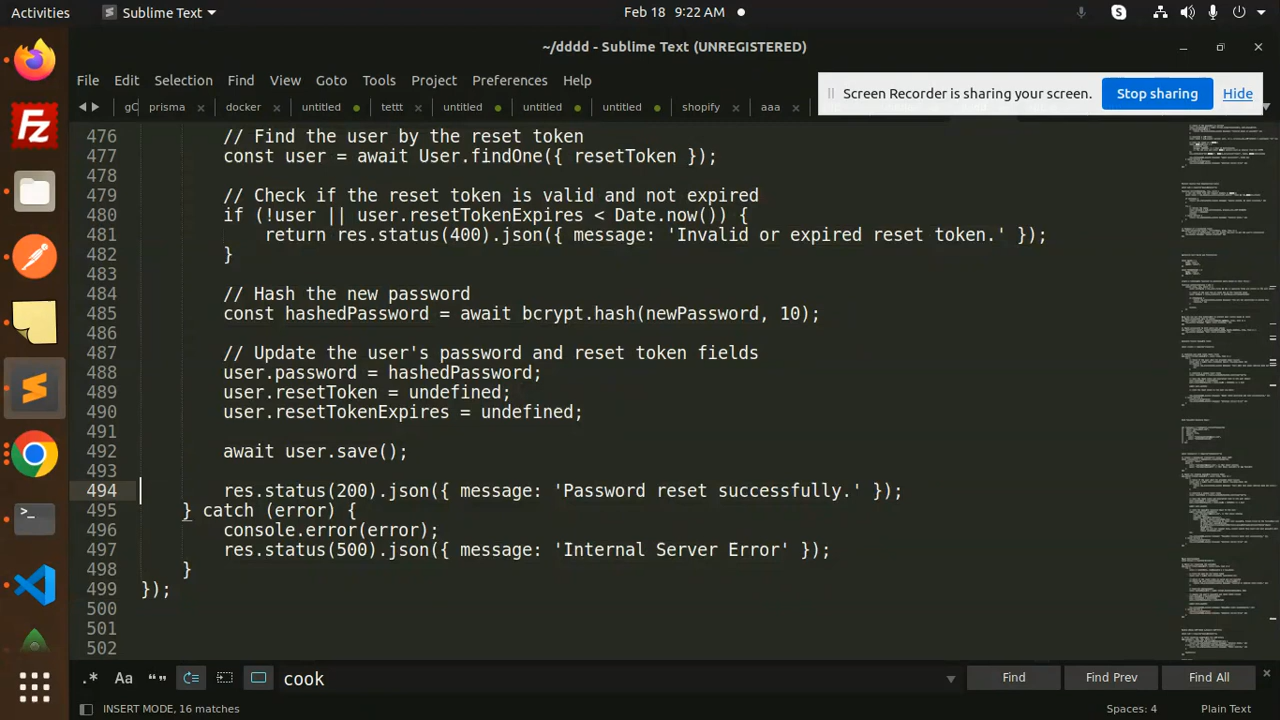 Activities
Sublime Text
Feb 18 9:22 AM
~/dddd - Sublime Text (UNREGISTERED)
File Edit Selection Find View Goto Tools Project Preferences Help
Screen Recorder is sharing your screen. Stop sharing Hide
gC prisma docker untitled tettt untitled untitled untitled shopify aaa
476 // Find the user by the reset token
477 const user = await User.findOne({ resetToken });
478
479 // Check if the reset token is valid and not expired
480 if (!user || user.resetTokenExpires < Date.now()) {
481 return res.status(400).json({ message: 'Invalid or expired reset token.' });
482 }
483
484 // Hash the new password
485 const hashedPassword = await bcrypt.hash(newPassword, 10);
486
487 // Update the user's password and reset token fields
488 user.password = hashedPassword;
489 user.resetToken = undefined;
490 user.resetTokenExpires = undefined;
491
492 await user.save();
493
494 res.status(200).json({ message: 'Password reset successfully.' });
495 } catch (error) {
496 console.error(error);
497 res.status(500).json({ message: 'Internal Server Error' });
498 }
499 });
500
501
502
.* Aa “” cook Find Find Prev Find All
INSERT MODE, 16 matches Spaces: 4 Plain Text